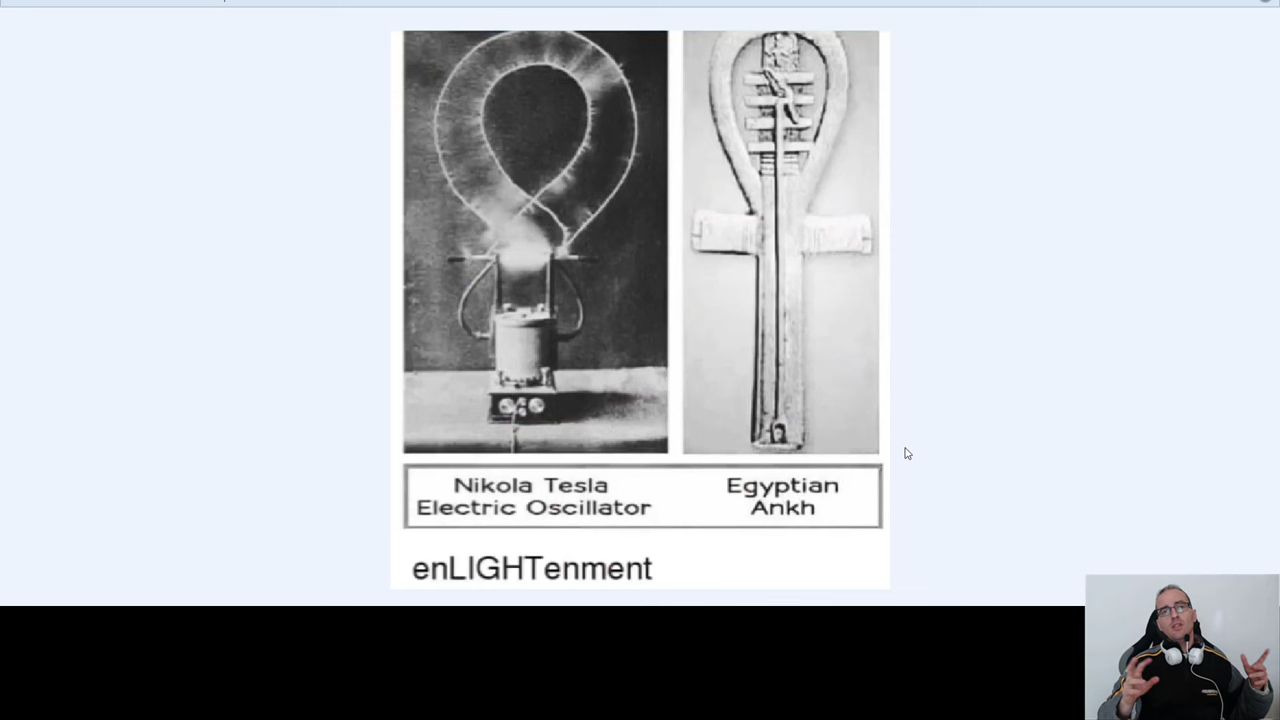 Nikola Tesla
Electric Oscillator
Egyptian
Ankh
enLIGHTenment